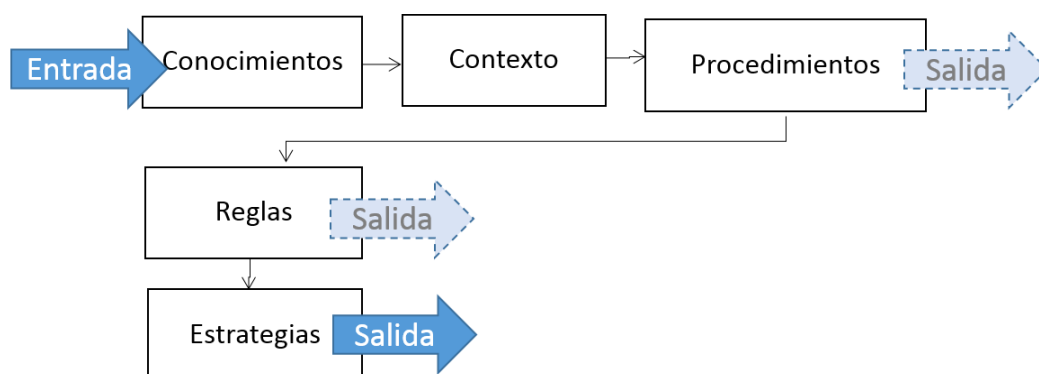 Entrada
Conocimientos
Contexto
Procedimientos
Salida
Reglas
Salida
Estrategias
Salida